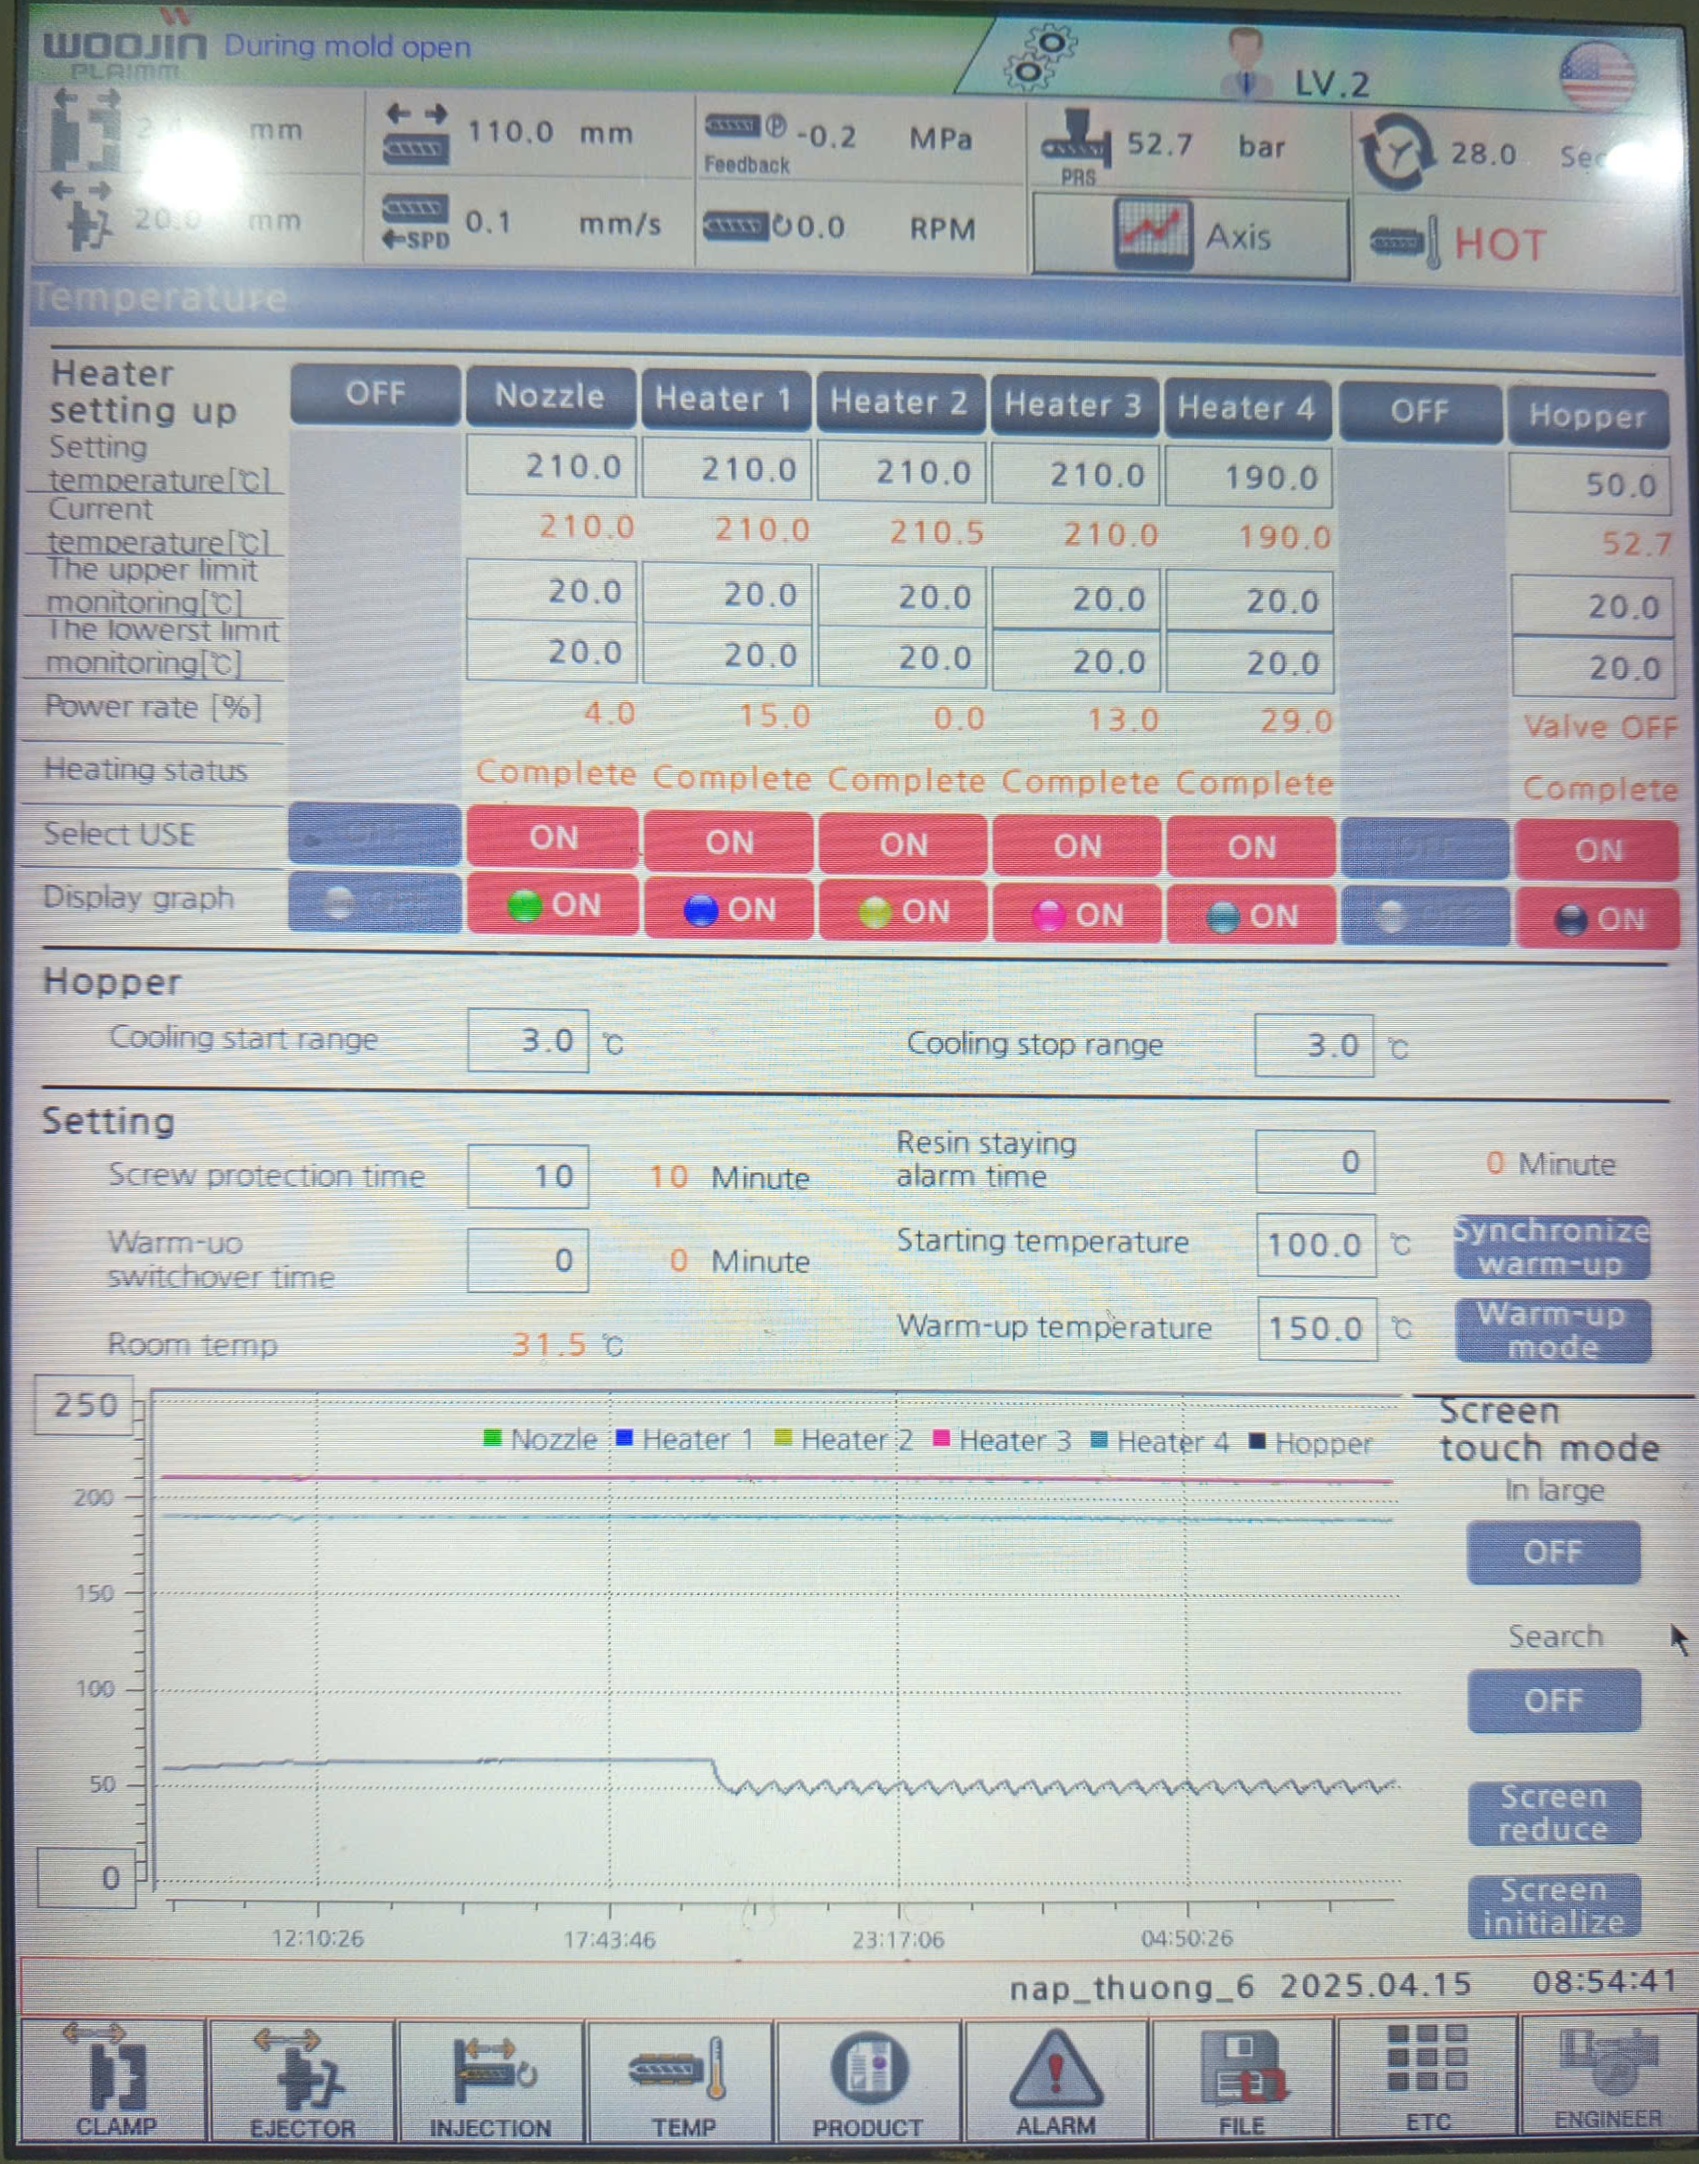 WOOJIN During mold open LV.2
PLAIMM
mm 110.0 mm -0.2 MPa 52.7 bar 28.0 Sec
Feedback PRS
20.0 mm 0.1 mm/s 0.0 RPM Axis HOT
SPD
Temperature
Heater setting up OFF Nozzle Heater 1 Heater 2 Heater 3 Heater 4 OFF Hopper
Setting temperature[℃] 210.0 210.0 210.0 210.0 190.0 50.0
Current temperature[℃] 210.0 210.0 210.5 210.0 190.0 52.7
The upper limit monitoring[℃] 20.0 20.0 20.0 20.0 20.0 20.0
The lowerst limit monitoring[℃] 20.0 20.0 20.0 20.0 20.0 20.0
Power rate [%] 4.0 15.0 0.0 13.0 29.0 Valve OFF
Heating status Complete Complete Complete Complete Complete Complete
Select USE OFF ON ON ON ON ON OFF ON
Display graph OFF ON ON ON ON ON OFF ON
Hopper
Cooling start range 3.0 ℃ Cooling stop range 3.0 ℃
Setting
Screw protection time 10 10 Minute Resin staying alarm time 0 0 Minute
Warm-uo switchover time 0 0 Minute Starting temperature 100.0 ℃ Synchronize warm-up
Room temp 31.5 ℃ Warm-up temperature 150.0 ℃ Warm-up mode
250
Nozzle Heater 1 Heater 2 Heater 3 Heater 4 Hopper
200
150
100
50
0
12:10:26 17:43:46 23:17:06 04:50:26
Screen touch mode
In large
OFF
Search
OFF
Screen reduce
Screen initialize
nap_thuong_6 2025.04.15 08:54:41
CLAMP EJECTOR INJECTION TEMP PRODUCT ALARM FILE ETC ENGINEER